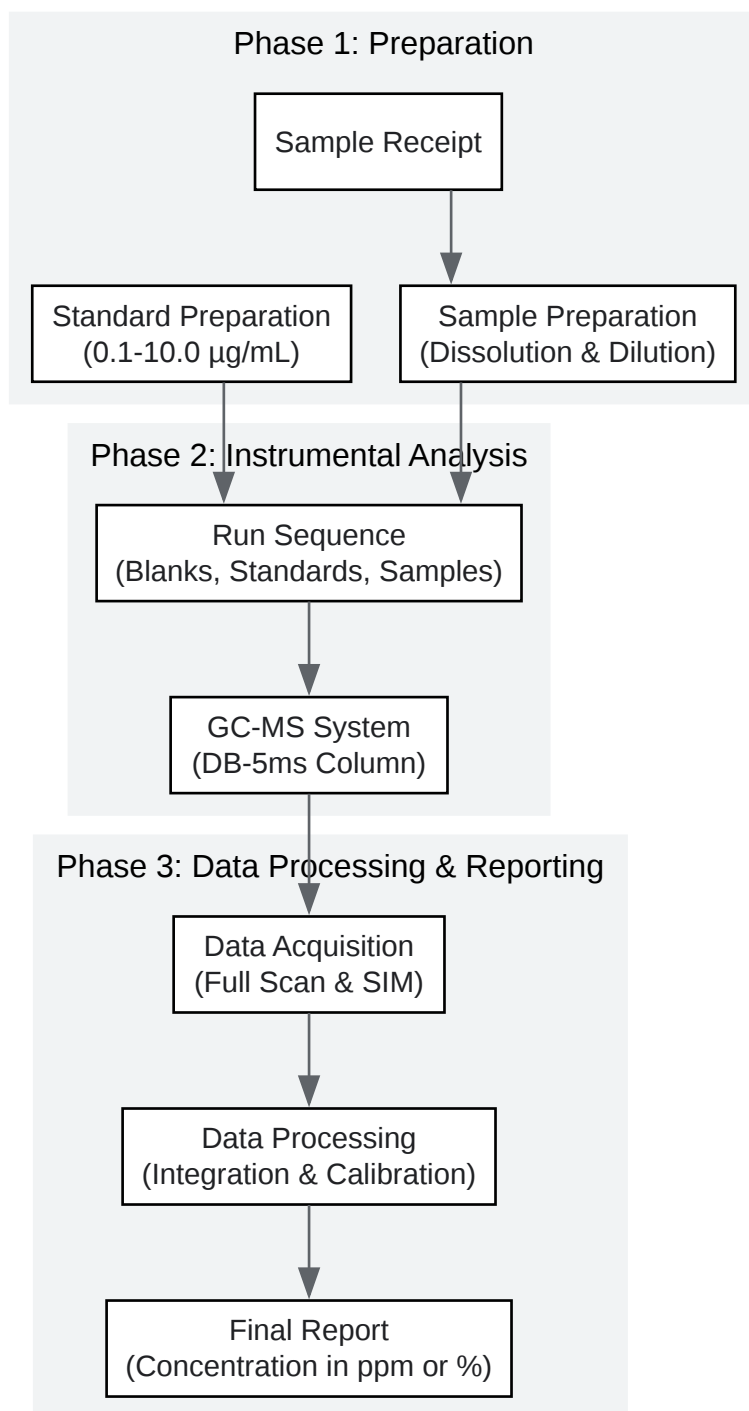 Phase 1: Preparation
Sample Receipt
Standard Preparation
(0.1-10.0 µg/mL)
Sample Preparation
(Dissolution & Dilution)
Phase 2: Instrumental Analysis
Run Sequence
(Blanks, Standards, Samples)
GC-MS System
(DB-5ms Column)
Phase 3: Data Processing & Reporting
Data Acquisition
(Full Scan & SIM)
Data Processing
(Integration & Calibration)
Final Report
(Concentration in ppm or %)